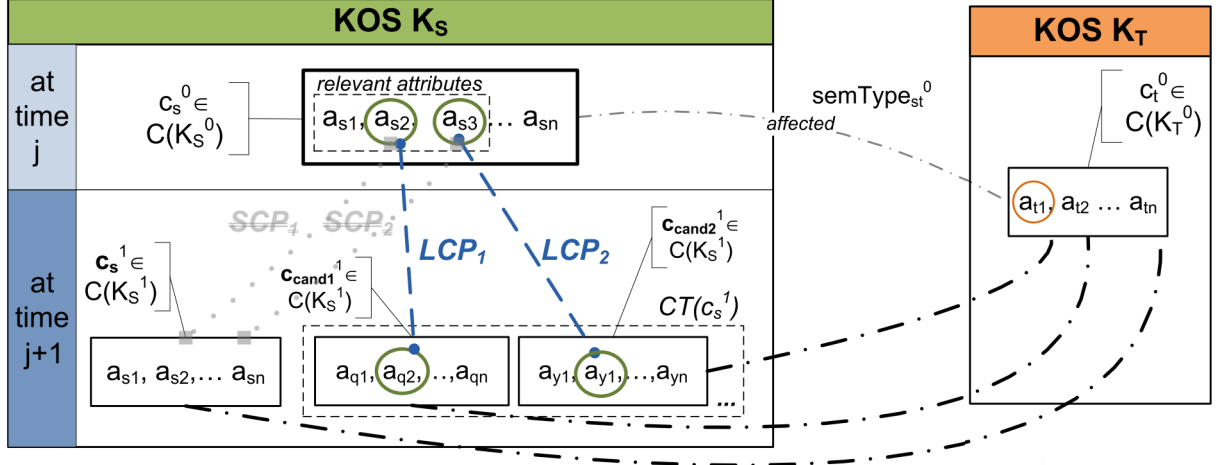 KOS K_S
KOS K_T
at
time
j
c_s^0 ∈
C(K_S^0)
relevant attributes
a_s1, a_s2, a_s3 ... a_sn
semType_st^0
affected
c_t^0 ∈
C(K_T^0)
a_t1, a_t2 ... a_tn
at
time
j+1
SCP_1 SCP_2
LCP_1
LCP_2
c_s^1 ∈
C(K_S^1)
c_cand1^1 ∈
C(K_S^1)
c_cand2^1 ∈
C(K_S^1)
CT(c_s^1)
a_s1, a_s2,... a_sn
a_q1, a_q2, ..,a_qn
a_y1, a_y1,...,a_yn
...